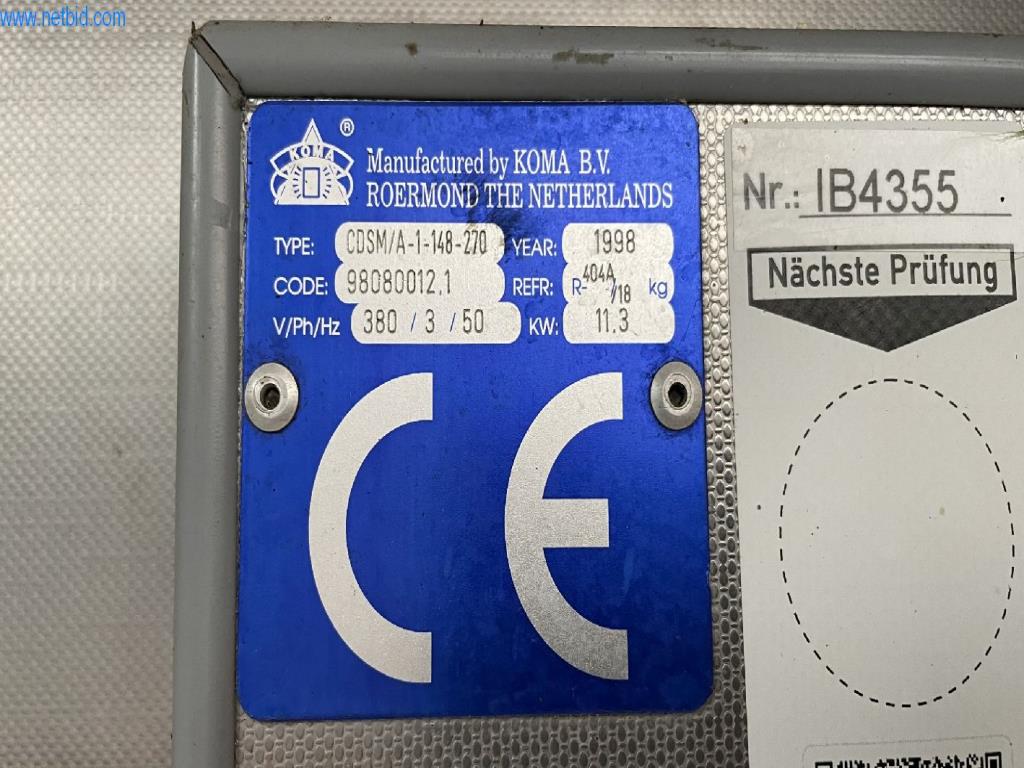 www.netbid.com
KOMA ®
Manufactured by KOMA B.V.
ROERMOND THE NETHERLANDS
TYPE: CDSM/A-1-148-270 YEAR: 1998
CODE: 98080012.1 REFR: R-404A/18 kg
V/Ph/Hz 380 / 3 / 50 KW: 11.3
CE
Nr.: IB4355
Nächste Prüfung